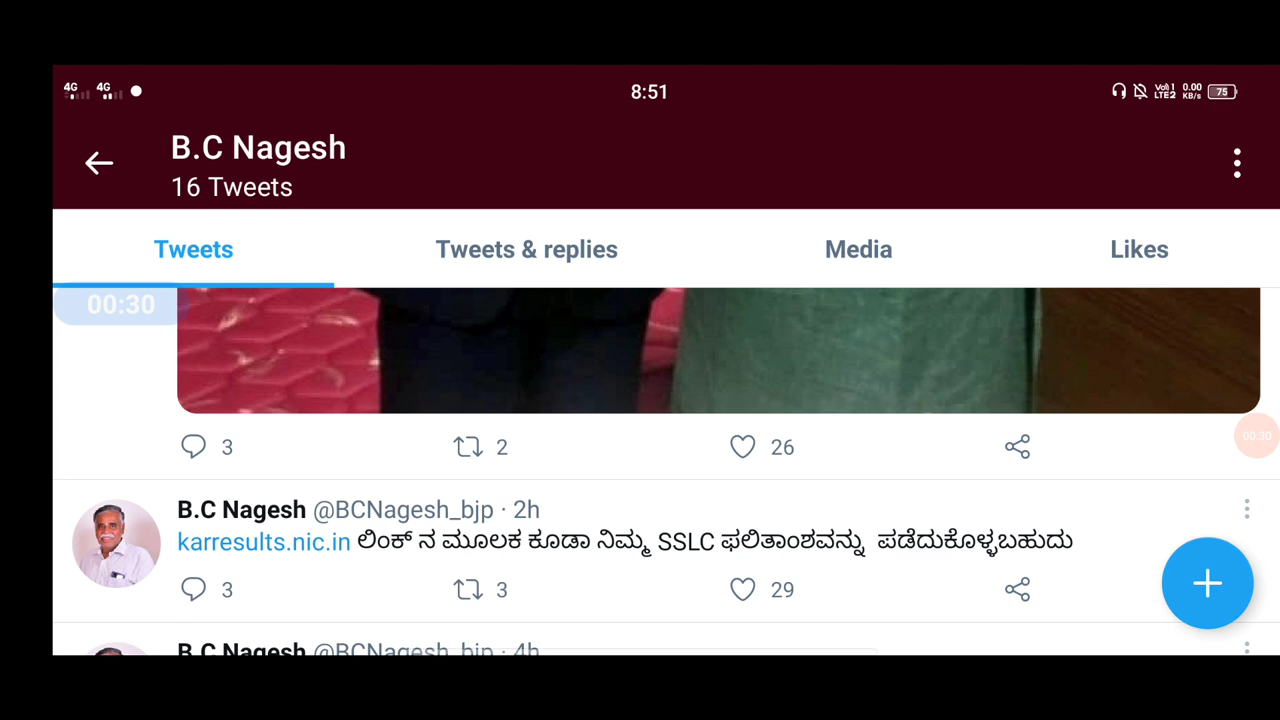 4G 4G 8:51 Vo) 1 LTE2 0.00 KB/s 75
B.C Nagesh
16 Tweets
Tweets Tweets & replies Media Likes
00:30
3 2 26
00:30
B.C Nagesh @BCNagesh_bjp · 2h
karresults.nic.in ಲಿಂಕ್ ನ ಮೂಲಕ ಕೂಡಾ ನಿಮ್ಮ SSLC ಫಲಿತಾಂಶವನ್ನು ಪಡೆದುಕೊಳ್ಳಬಹುದು
3 3 29
B.C Nagesh @BCNagesh_bjp · 4h